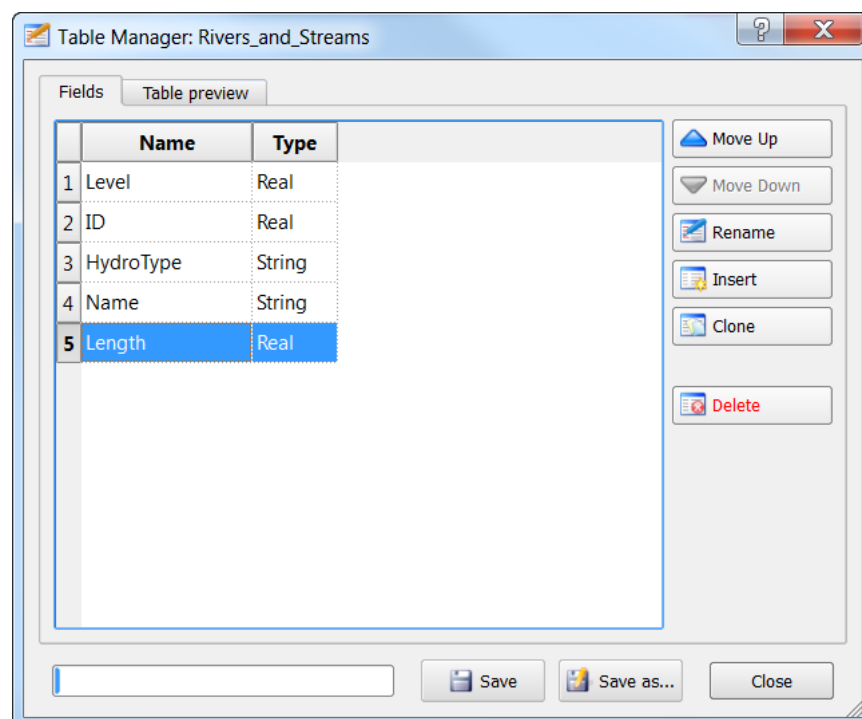 Table Manager: Rivers_and_Streams
Fields Table preview
Name Type
1 Level Real
2 ID Real
3 HydroType String
4 Name String
5 Length Real
Move Up
Move Down
Rename
Insert
Clone
Delete
Save Save as... Close